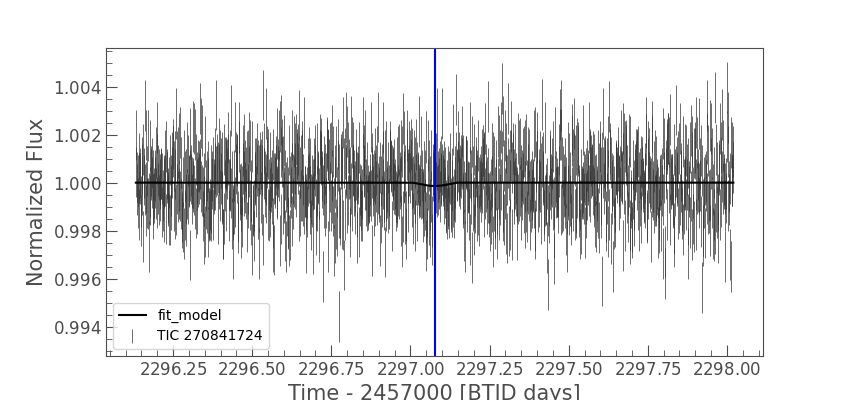 1.004
1.002
1.000
0.998
0.996
0.994
Normalized Flux
fit_model
TIC 270841724
2296.25 2296.50 2296.75 2297.00 2297.25 2297.50 2297.75 2298.00
Time - 2457000 [BTJD days]